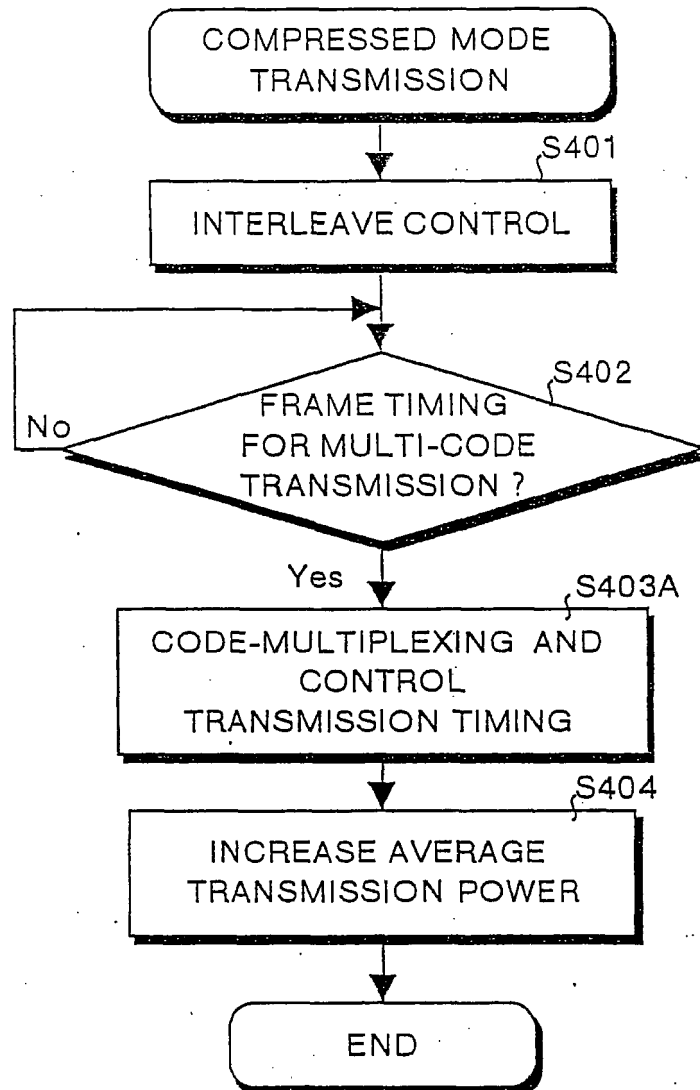 COMPRESSED MODE
TRANSMISSION
S401
INTERLEAVE CONTROL
S402
FRAME TIMING
FOR MULTI-CODE
TRANSMISSION ?
No
Yes
S403A
CODE-MULTIPLEXING AND
CONTROL
TRANSMISSION TIMING
S404
INCREASE AVERAGE
TRANSMISSION POWER
END